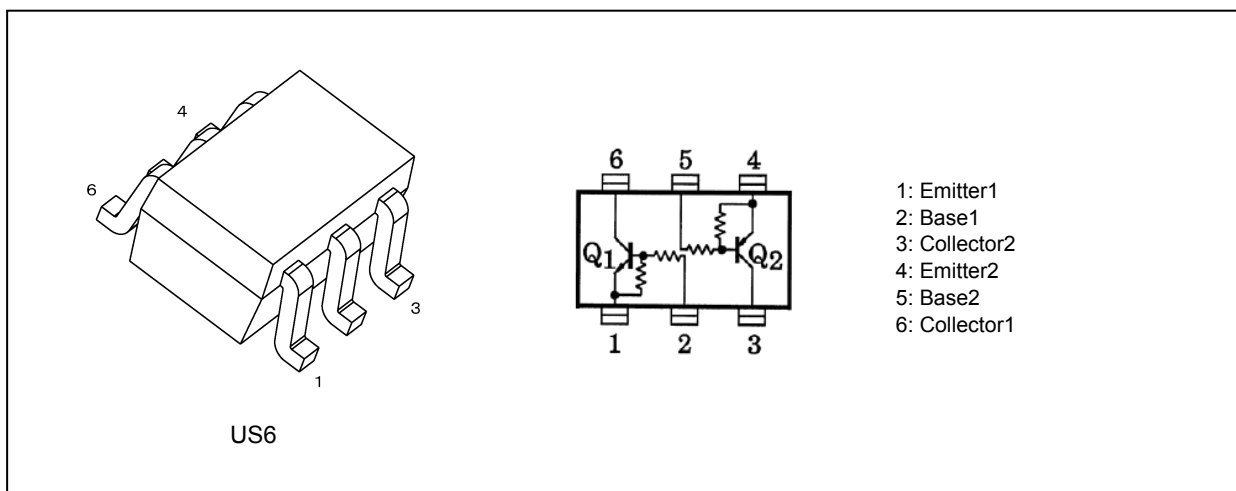 4
6
3
1
US6
6 5 4
Q1 Q2
1 2 3
1: Emitter1
2: Base1
3: Collector2
4: Emitter2
5: Base2
6: Collector1